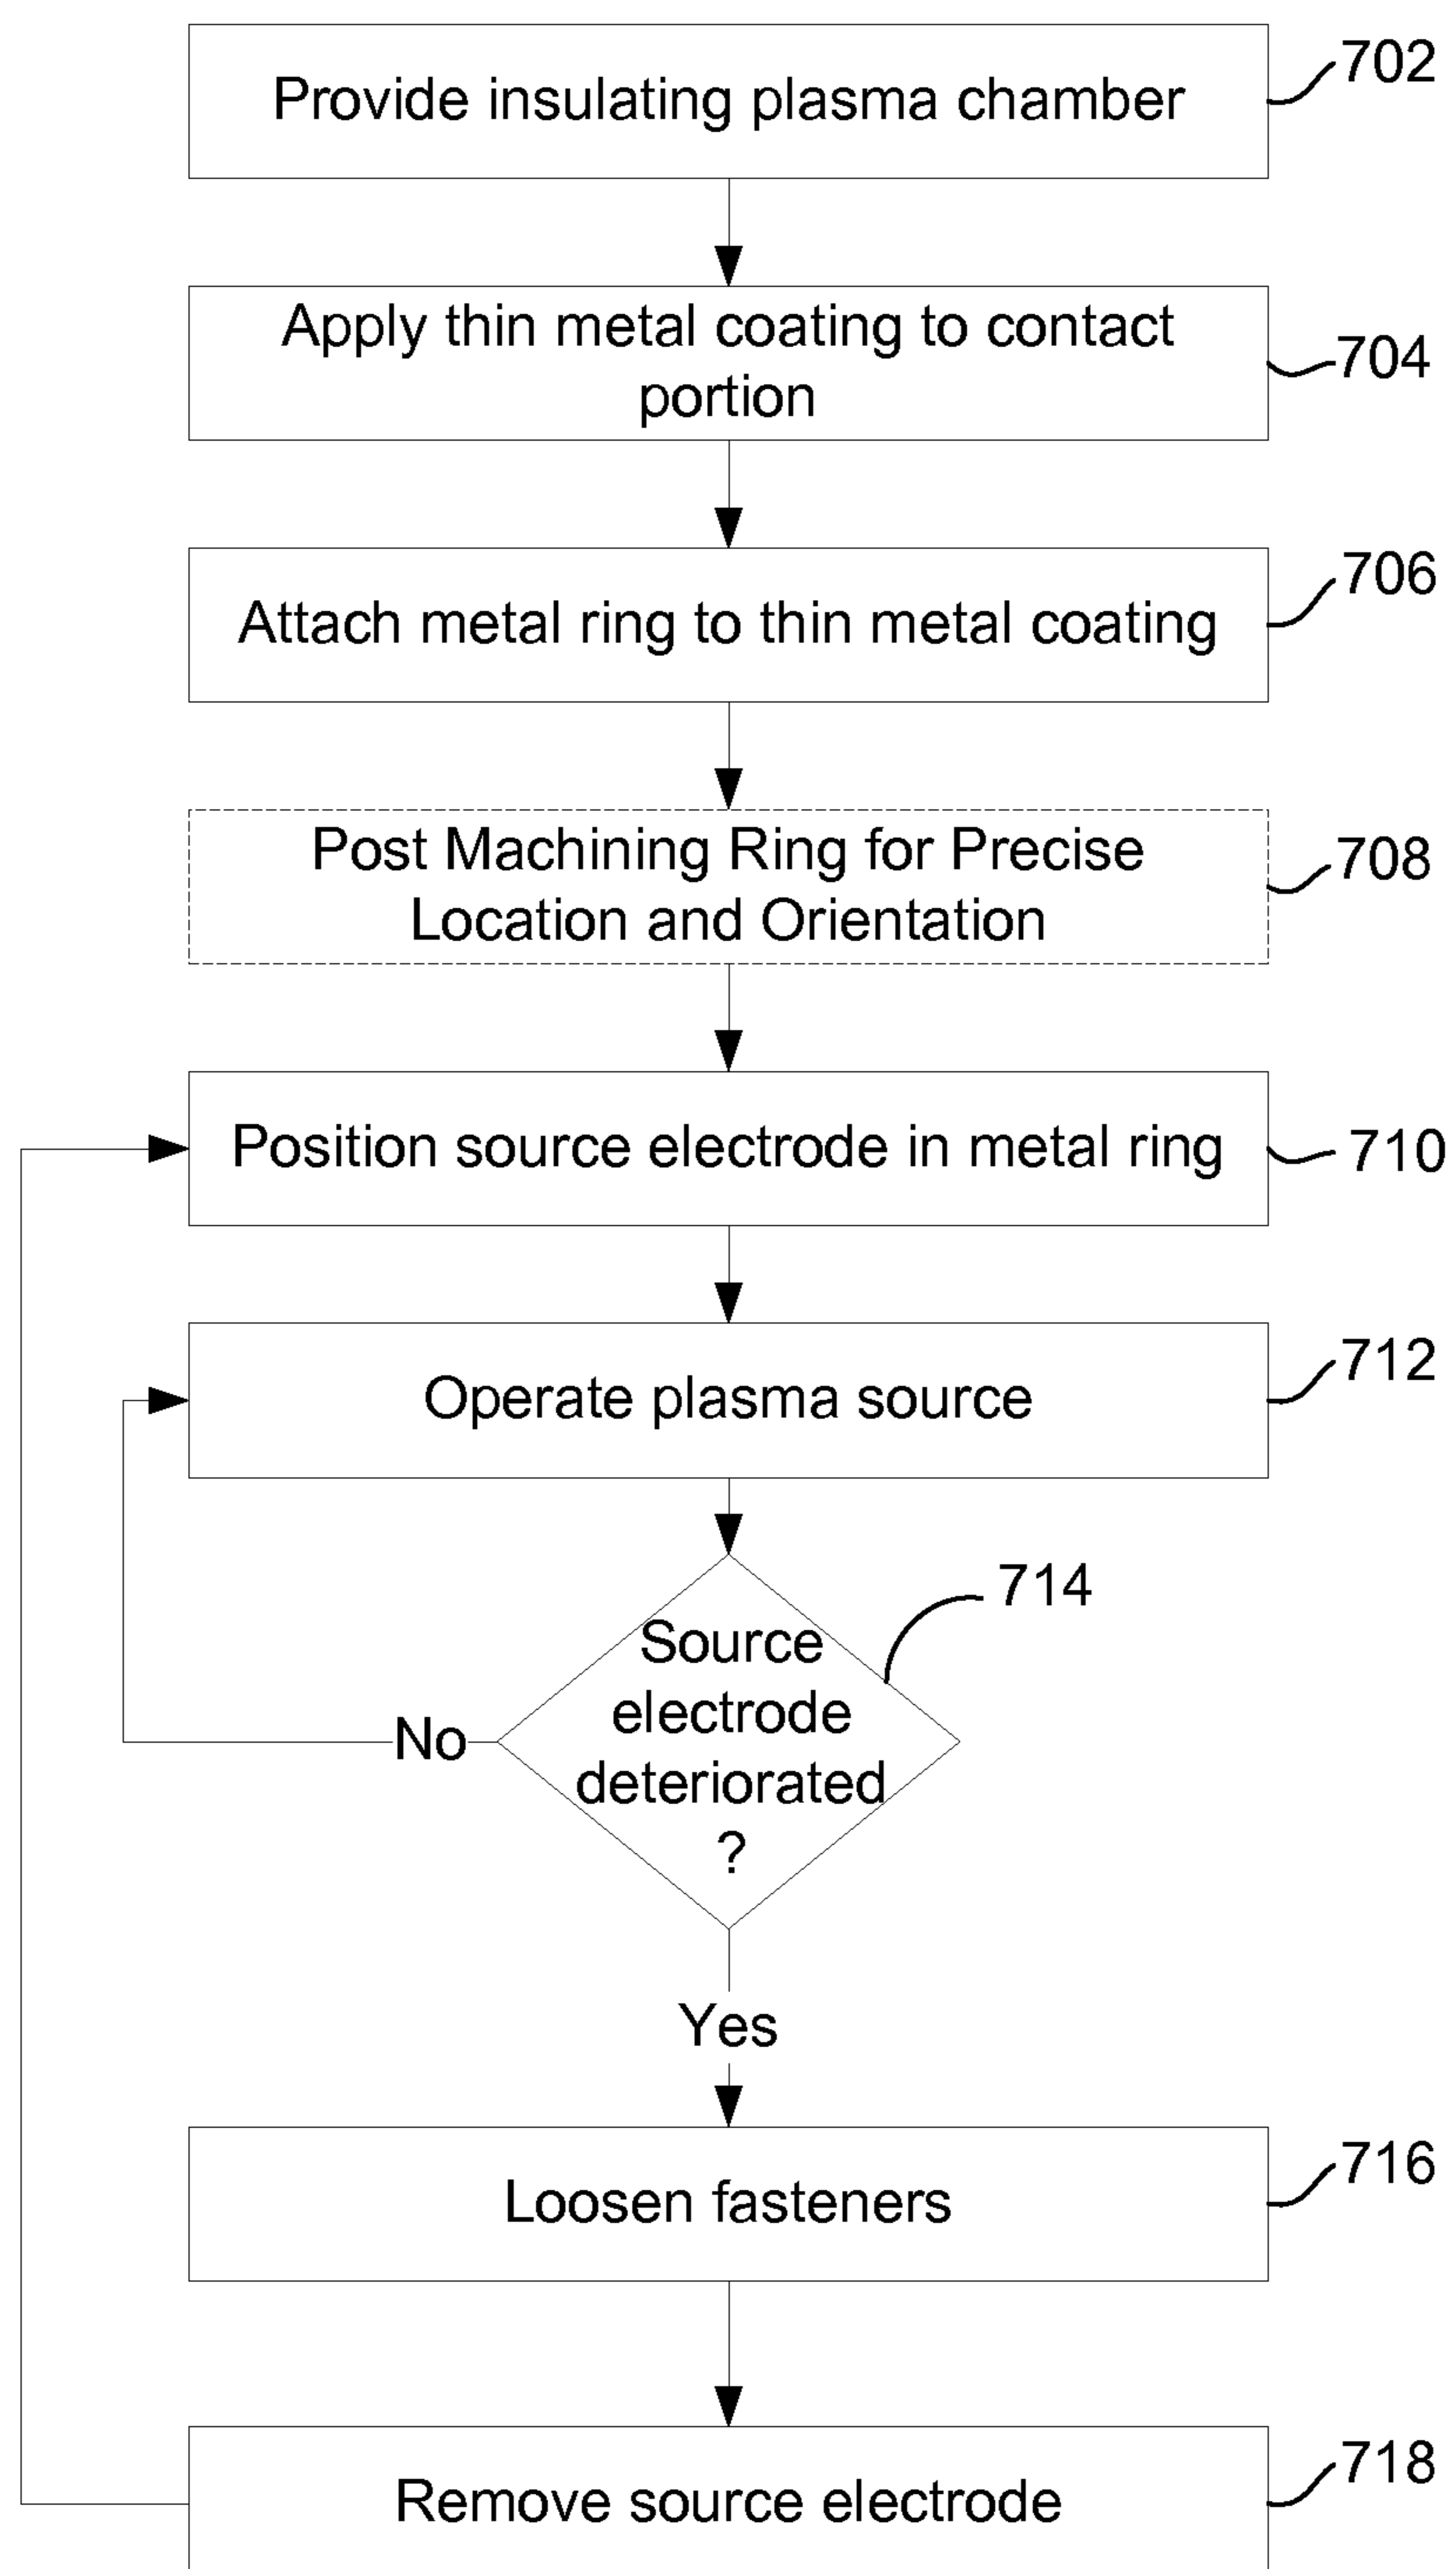 Provide insulating plasma chamber
702
Apply thin metal coating to contact
portion
704
Attach metal ring to thin metal coating
706
Post Machining Ring for Precise
Location and Orientation
708
Position source electrode in metal ring
710
Operate plasma source
712
Source
electrode
deteriorated
?
714
No
Yes
Loosen fasteners
716
Remove source electrode
718